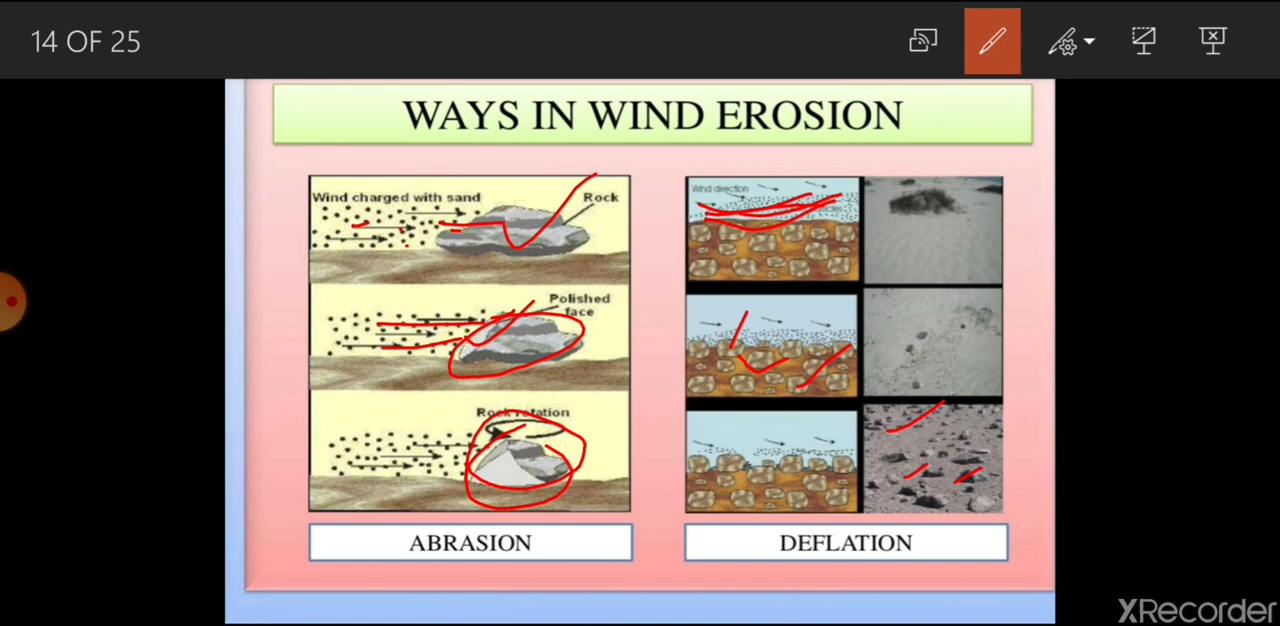 14 OF 25
WAYS IN WIND EROSION
Wind charged with sand
Rock
Polished
face
Rock rotation
Wind direction
ABRASION
DEFLATION
XRecorder